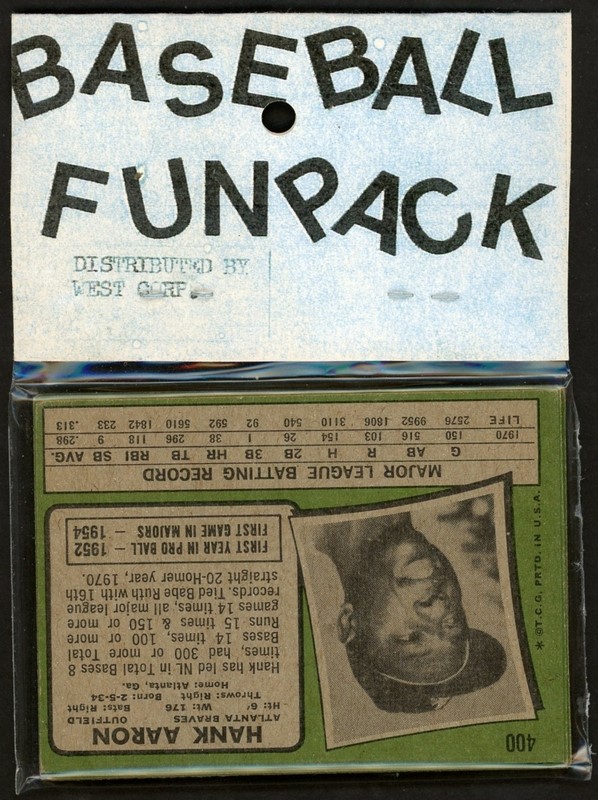 BASEBALL
FUNPACK
DISTRIBUTED BY
WEST CORP.
400
HANK AARON
ATLANTA BRAVES OUTFIELD
Ht: 6' Wt: 176 Bats: Right
Throws: Right Born: 2-5-34
Home: Atlanta, Ga.
Hank has led NL in Total Bases 8
times, had 300 or more Total
Bases 14 times, 100 or more
Runs 15 times & 150 or more
games 14 times, all major league
records. Tied Babe Ruth with 16th
straight 20-Homer year, 1970.
FIRST YEAR IN PRO BALL — 1952
FIRST GAME IN MAJORS — 1954
* ©T.C.G. PRTD. IN U.S.A.
MAJOR LEAGUE BATTING RECORD
G AB R H 2B 3B HR TB RBI SB AVG.
1970 150 516 103 154 26 1 38 296 118 9 .298
LIFE 2576 9952 1806 3110 540 92 592 5610 1842 233 .313